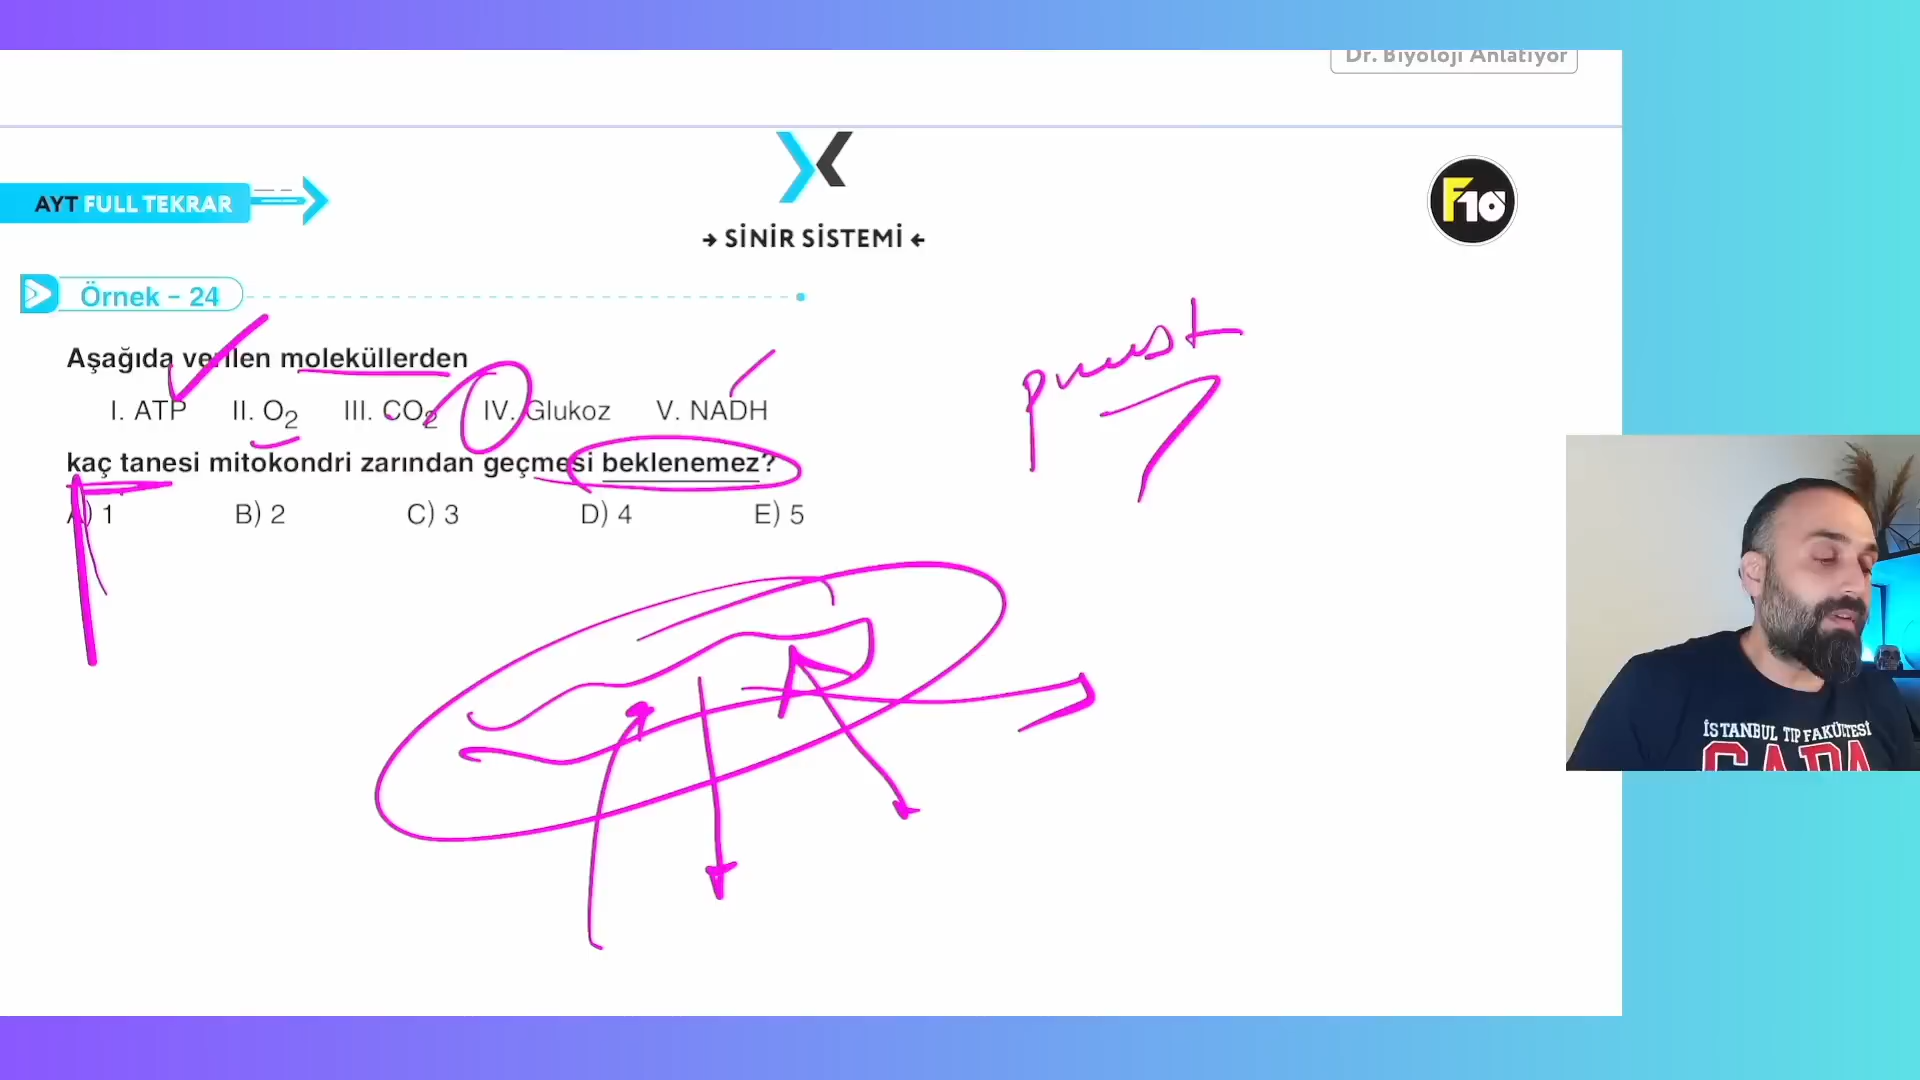 Dr. Biyoloji Anlatıyor
AYT FULL TEKRAR
→ SİNİR SİSTEMİ ←
F10
Örnek – 24
Aşağıda verilen moleküllerden
I. ATP II. O2 III. CO2 IV. Glukoz V. NADH
kaç tanesi mitokondri zarından geçmesi beklenemez?
A) 1 B) 2 C) 3 D) 4 E) 5
İSTANBUL TIP FAKÜLTESİ
ÇAPA